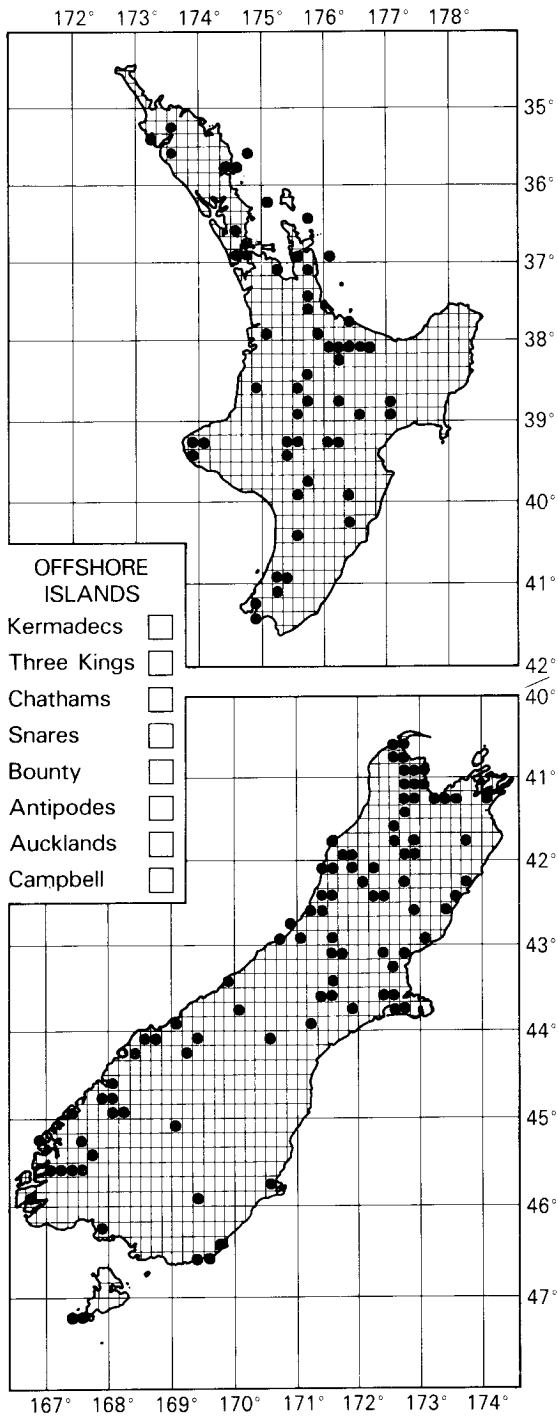 172° 173° 174° 175° 176° 177° 178°
35°
36°
37°
38°
39°
40°
41°
42°
OFFSHORE
ISLANDS
Kermadecs
Three Kings
Chathams
Snares
Bounty
Antipodes
Aucklands
Campbell
40°
41°
42°
43°
44°
45°
46°
47°
167° 168° 169° 170° 171° 172° 173° 174°